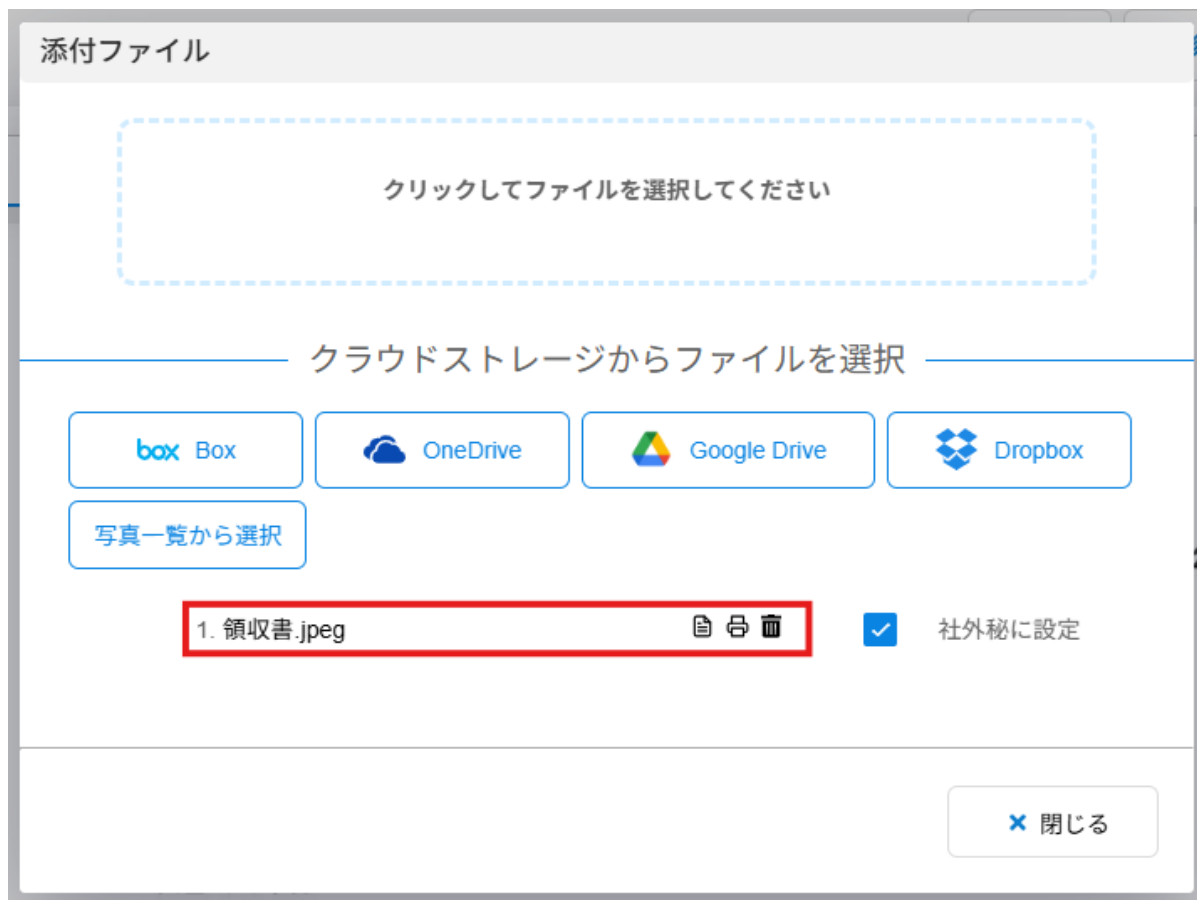 添付ファイル
クリックしてファイルを選択してください
クラウドストレージからファイルを選択
box Box OneDrive Google Drive Dropbox
写真一覧から選択
1. 領収書.jpeg 社外秘に設定
閉じる